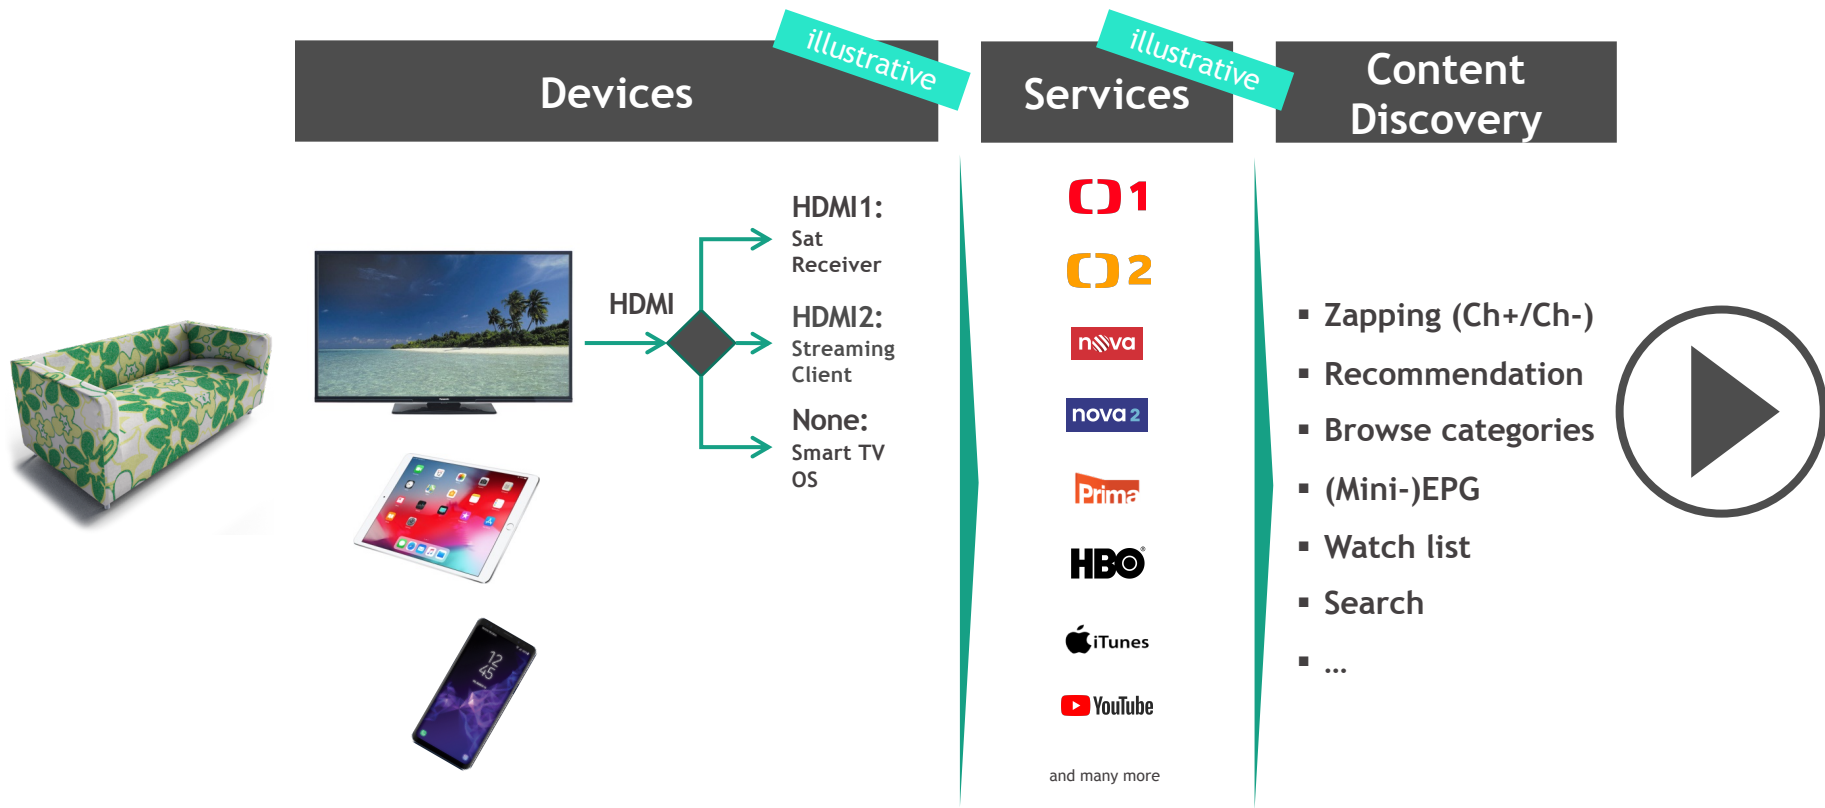 illustrative
illustrative
Devices
Services
Content
Discovery
HDMI
HDMI1:
Sat
Receiver
HDMI2:
Streaming
Client
None:
Smart TV
OS
12
45
1
2
nova
nova 2
Prima
HBO®
iTunes
YouTube
and many more
▪ Zapping (Ch+/Ch-)
▪ Recommendation
▪ Browse categories
▪ (Mini-)EPG
▪ Watch list
▪ Search
▪ ...